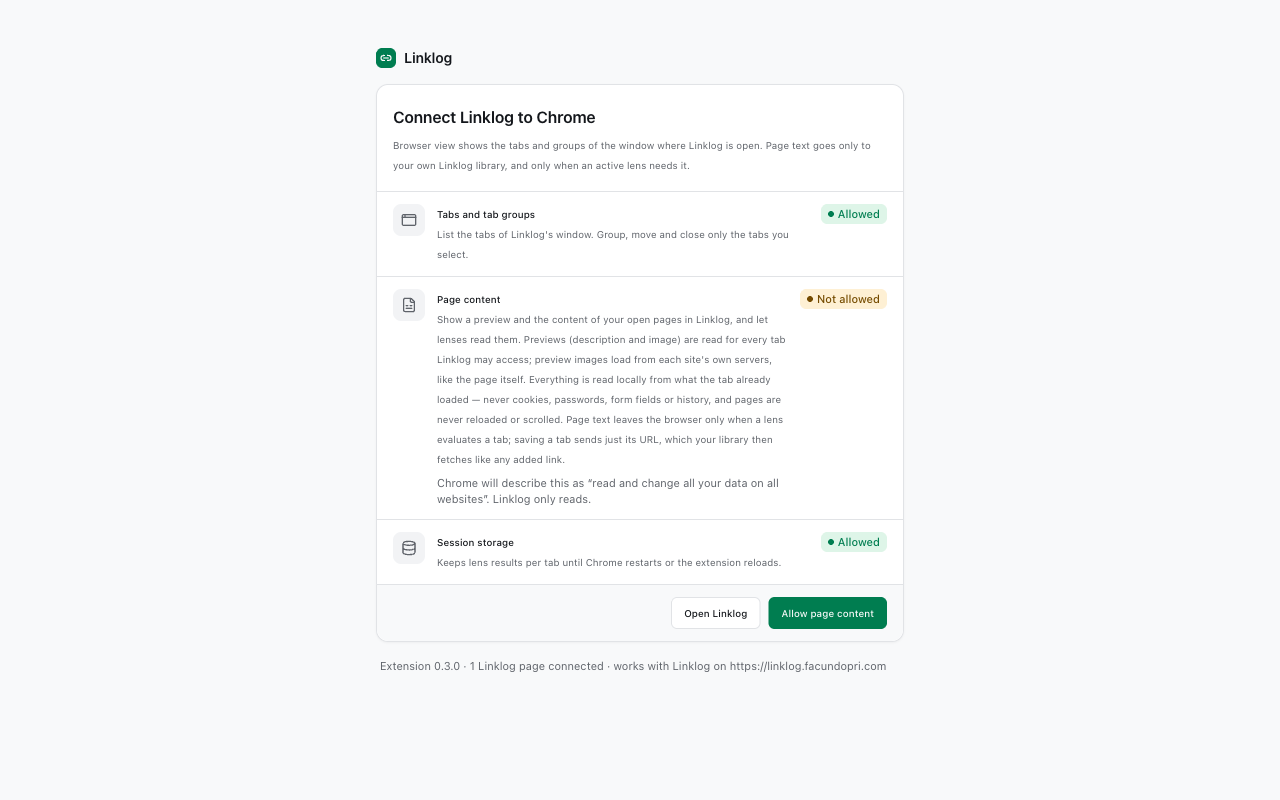 Linklog
Connect Linklog to Chrome
Browser view shows the tabs and groups of the window where Linklog is open. Page text goes only to
your own Linklog library, and only when an active lens needs it.
Tabs and tab groups
Allowed
List the tabs of Linklog's window. Group, move and close only the tabs you
select.
Page content
Not allowed
Show a preview and the content of your open pages in Linklog, and let
lenses read them. Previews (description and image) are read for every tab
Linklog may access; preview images load from each site's own servers,
like the page itself. Everything is read locally from what the tab already
loaded — never cookies, passwords, form fields or history, and pages are
never reloaded or scrolled. Page text leaves the browser only when a lens
evaluates a tab; saving a tab sends just its URL, which your library then
fetches like any added link.
Chrome will describe this as “read and change all your data on all
websites”. Linklog only reads.
Session storage
Allowed
Keeps lens results per tab until Chrome restarts or the extension reloads.
Open Linklog
Allow page content
Extension 0.3.0 · 1 Linklog page connected · works with Linklog on https://linklog.facundopri.com